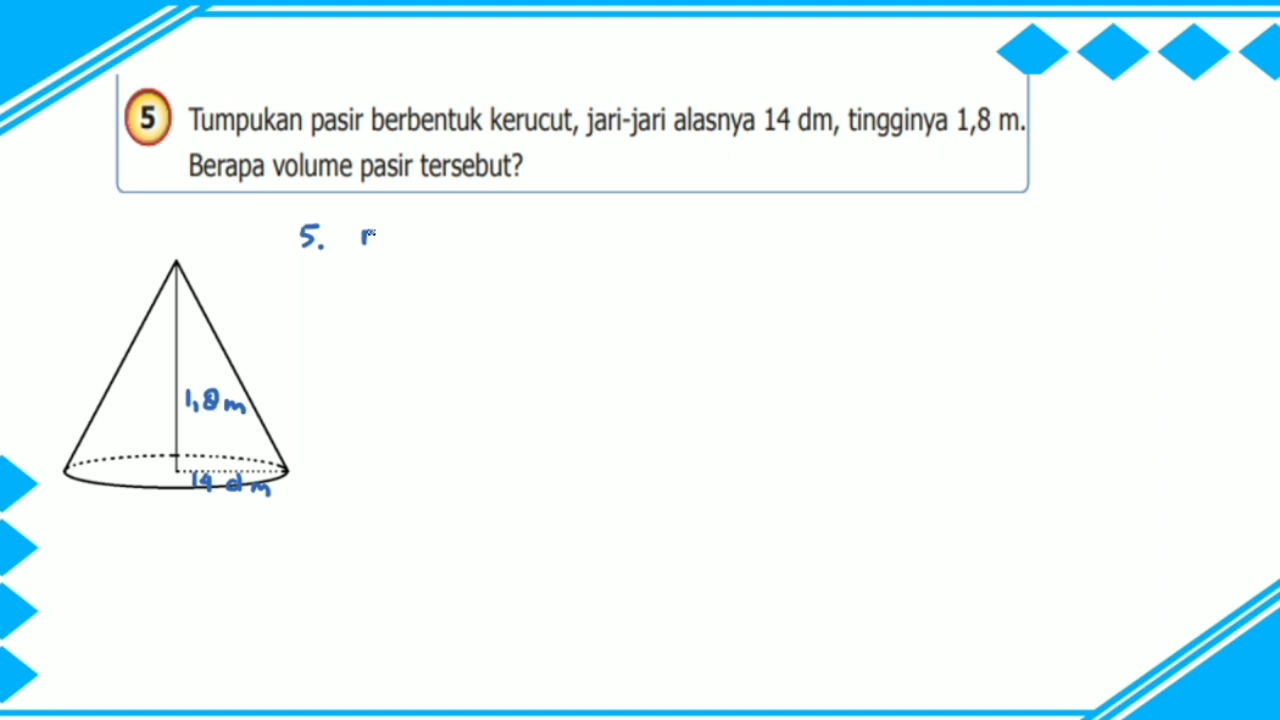 5 Tumpukan pasir berbentuk kerucut, jari-jari alasnya 14 dm, tingginya 1,8 m.
Berapa volume pasir tersebut?
5. r
1,8 m
14 dm